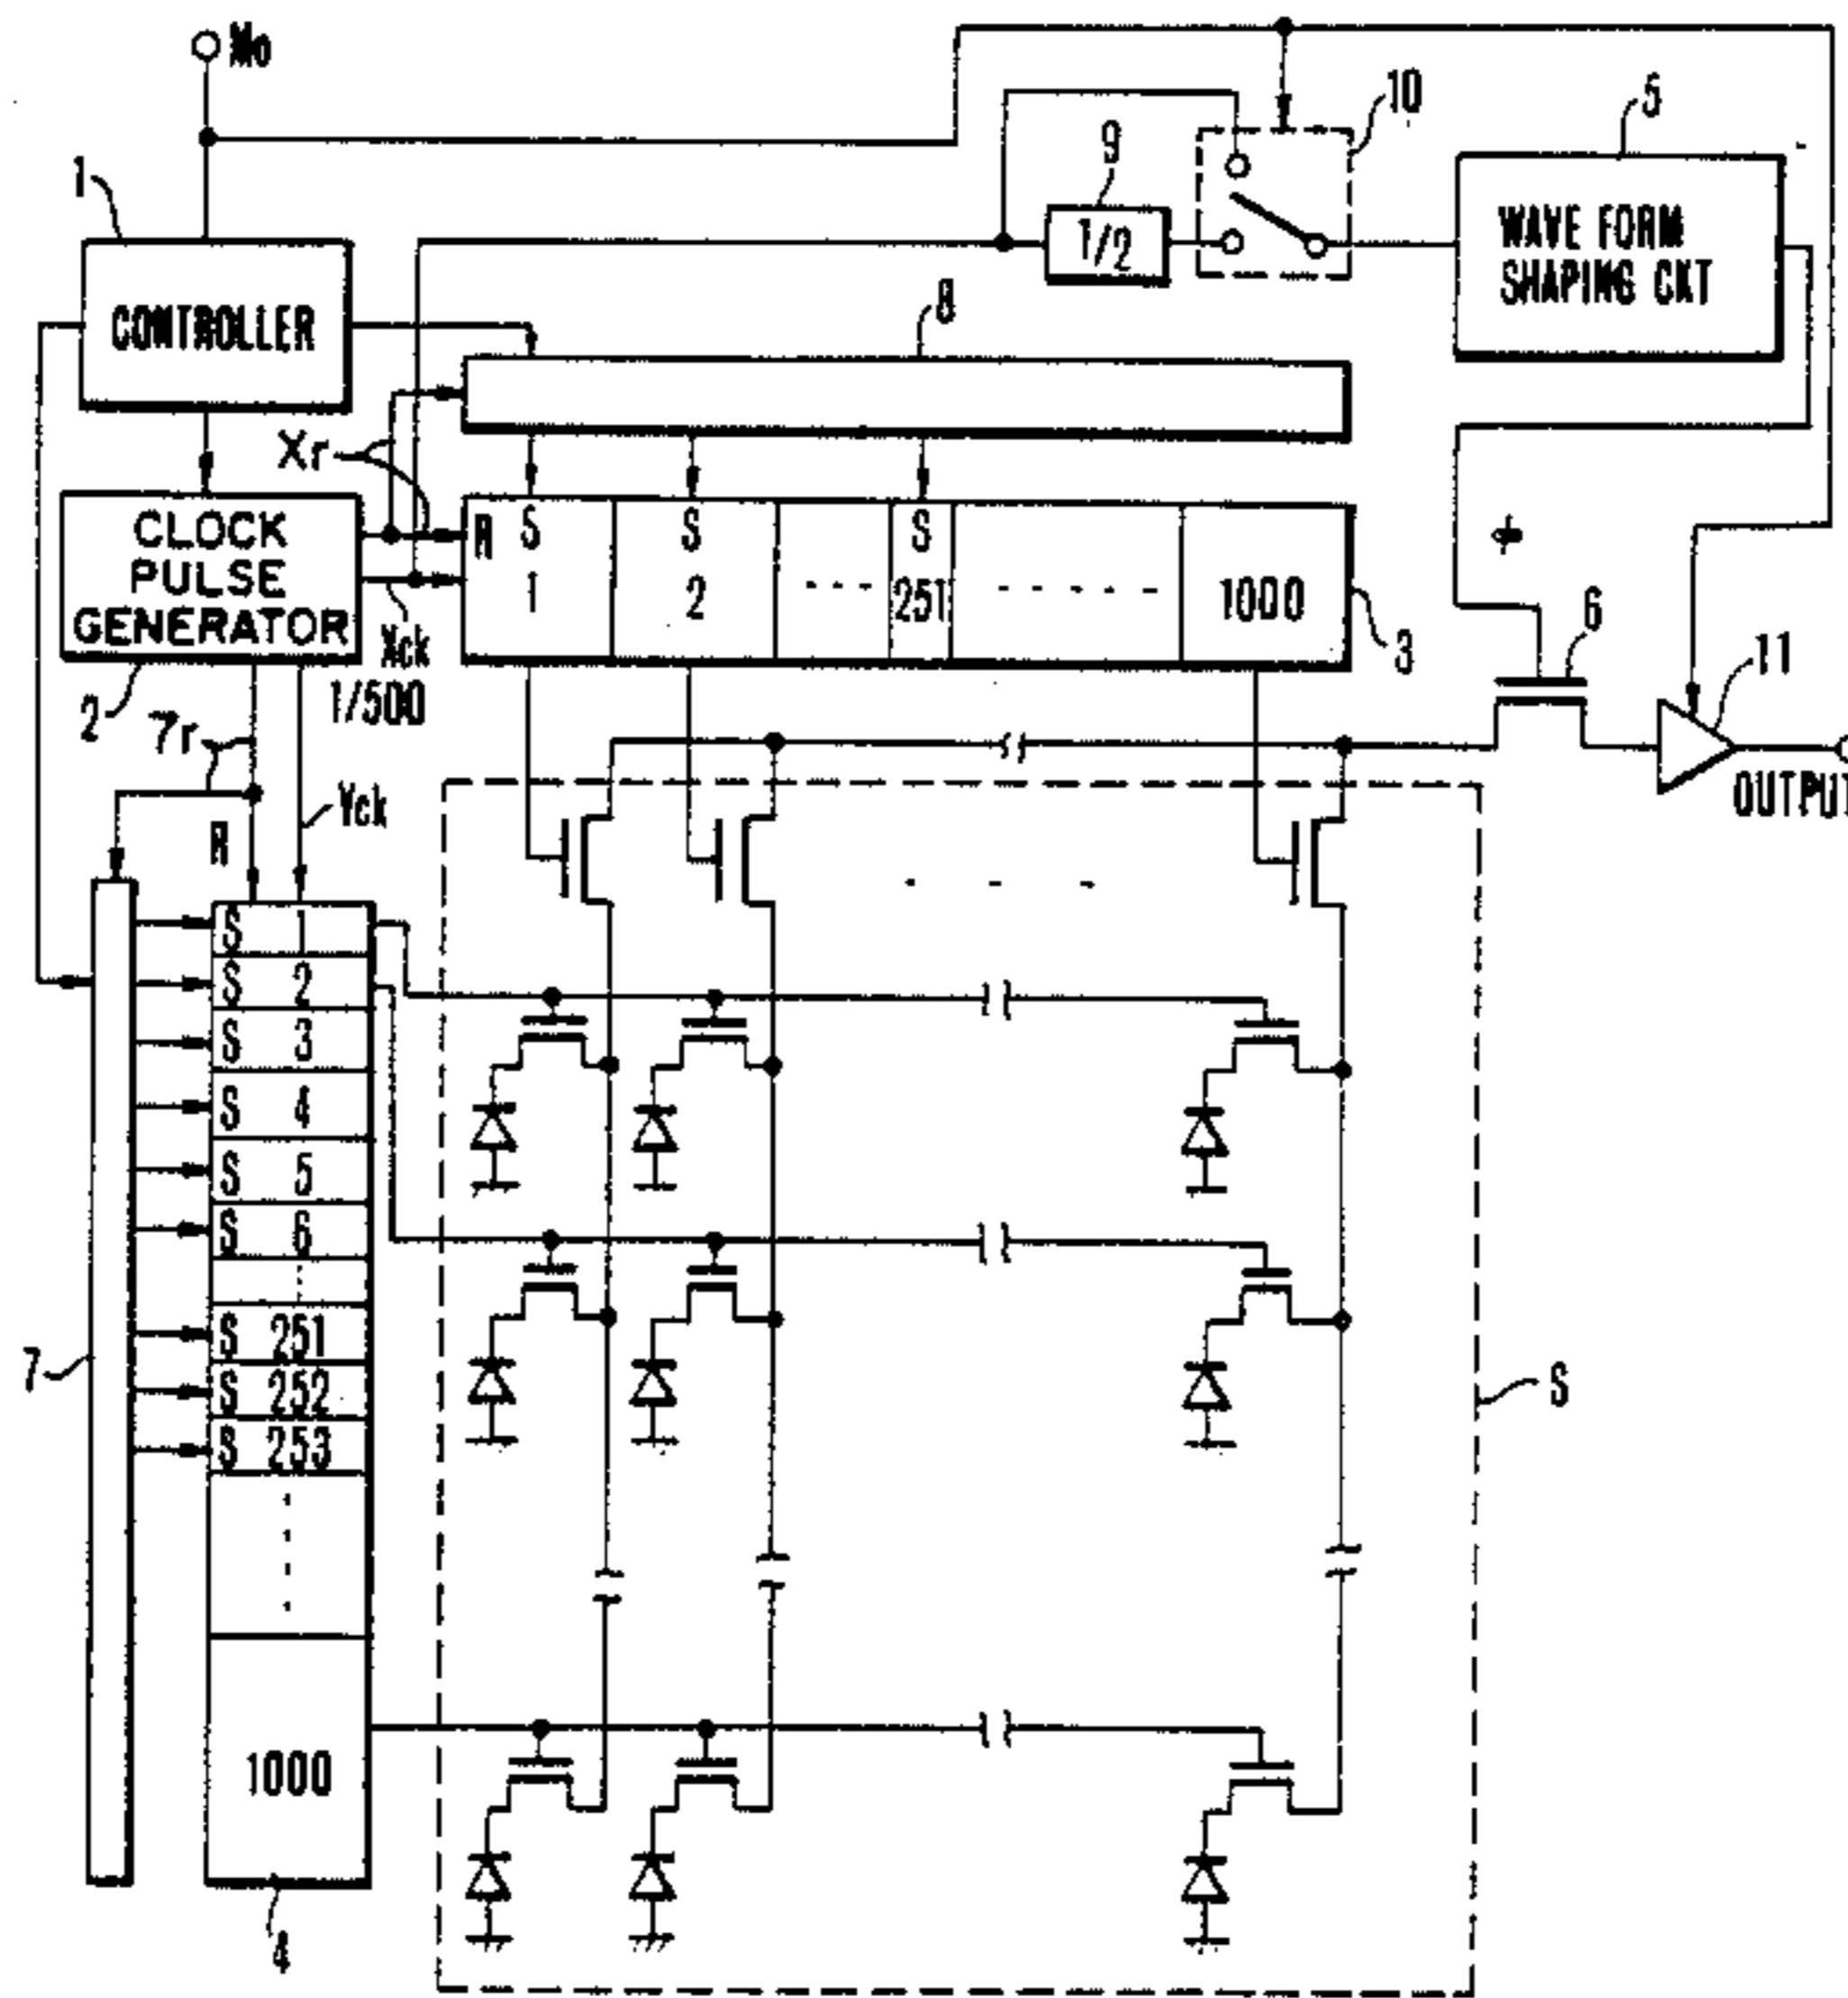 Mo
10
5
9
1
1/2
WAVE FORM
SHAPING CKT
CONTROLLER
8
Xr
CLOCK
PULSE
GENERATOR
R
S
1
S
2
S
251
1000
3
Xck
1/500
2
7r
6
11
OUTPUT
Yck
R
S 1
S 2
S 3
S 4
S 5
S 6
S 251
S 252
S 253
7
S
1000
4